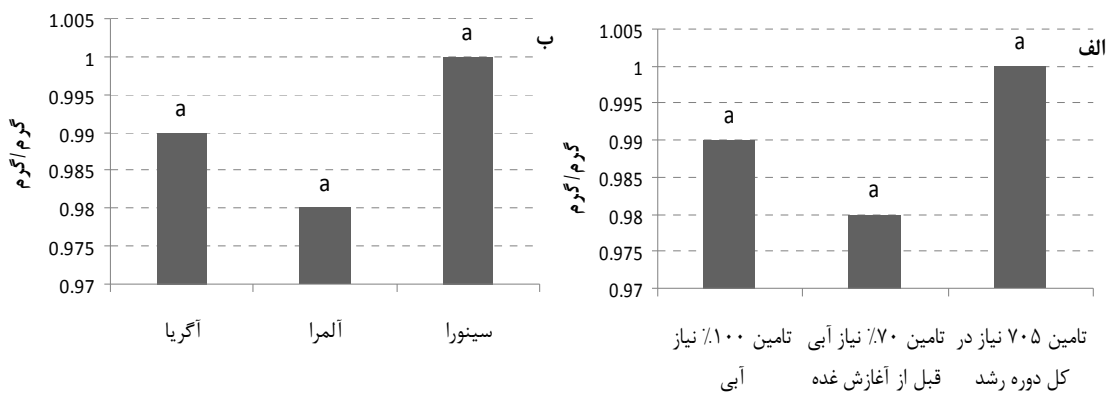 الف
1.005
1
0.995
0.99
0.985
0.98
0.975
0.97
گرم/گرم
a
a
a
تامین ۱۰۰٪ نیاز
آبی
تامین ۷۰٪ نیاز آبی
قبل از آغازش غده
تامین ۷۰۵ نیاز در
کل دوره رشد
ب
1.005
1
0.995
0.99
0.985
0.98
0.975
0.97
گرم/گرم
a
a
a
آگریا
آلمرا
سینورا